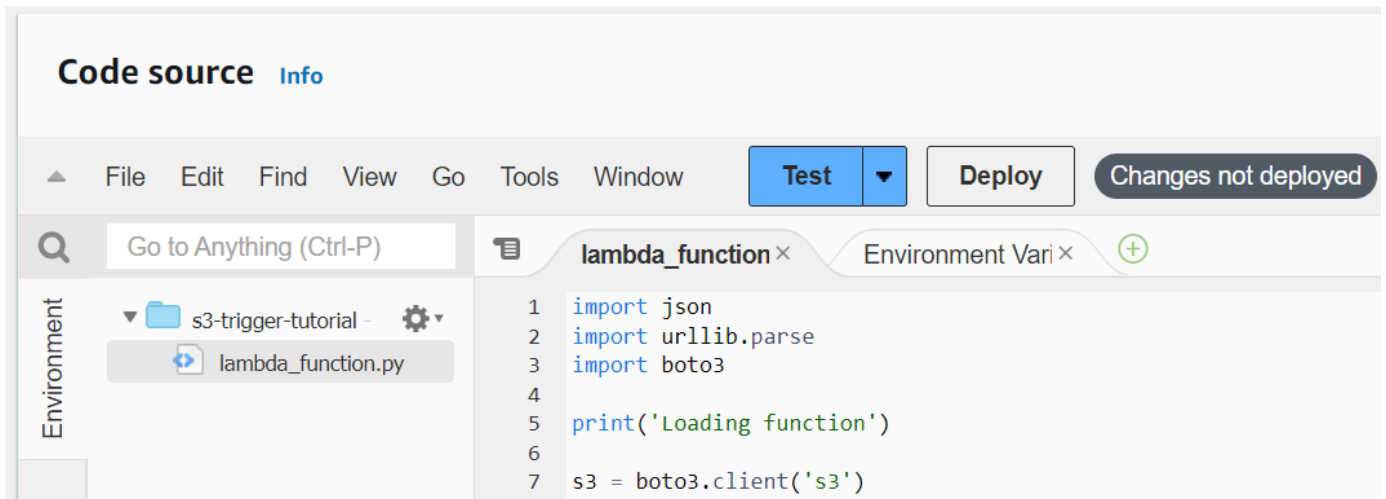 Code source Info
File Edit Find View Go Tools Window Test Deploy Changes not deployed
Go to Anything (Ctrl-P)
lambda_function × Environment Vari ×
Environment
s3-trigger-tutorial -
lambda_function.py
1 import json
2 import urllib.parse
3 import boto3
4
5 print('Loading function')
6
7 s3 = boto3.client('s3')